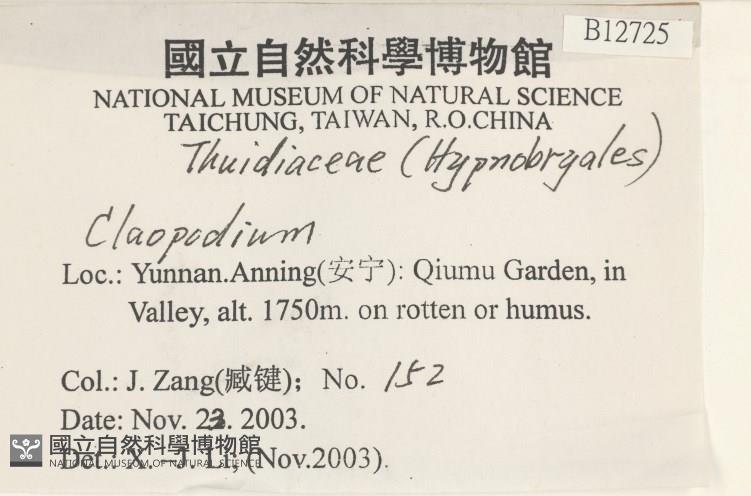 B12725
國立自然科學博物館
NATIONAL MUSEUM OF NATURAL SCIENCE
TAICHUNG, TAIWAN, R.O.CHINA
Thuidiaceae (Hypnobryales)
Claopodium
Loc.: Yunnan.Anning(安宁): Qiumu Garden, in
Valley, alt. 1750m. on rotten or humus.
Col.: J. Zang(臧键); No. 152
Date: Nov. 2 . 2003.
國立自然科學博物館
NATIONAL MUSEUM OF NATURAL SCIENCE
Det.: X. J. Li; (Nov.2003).